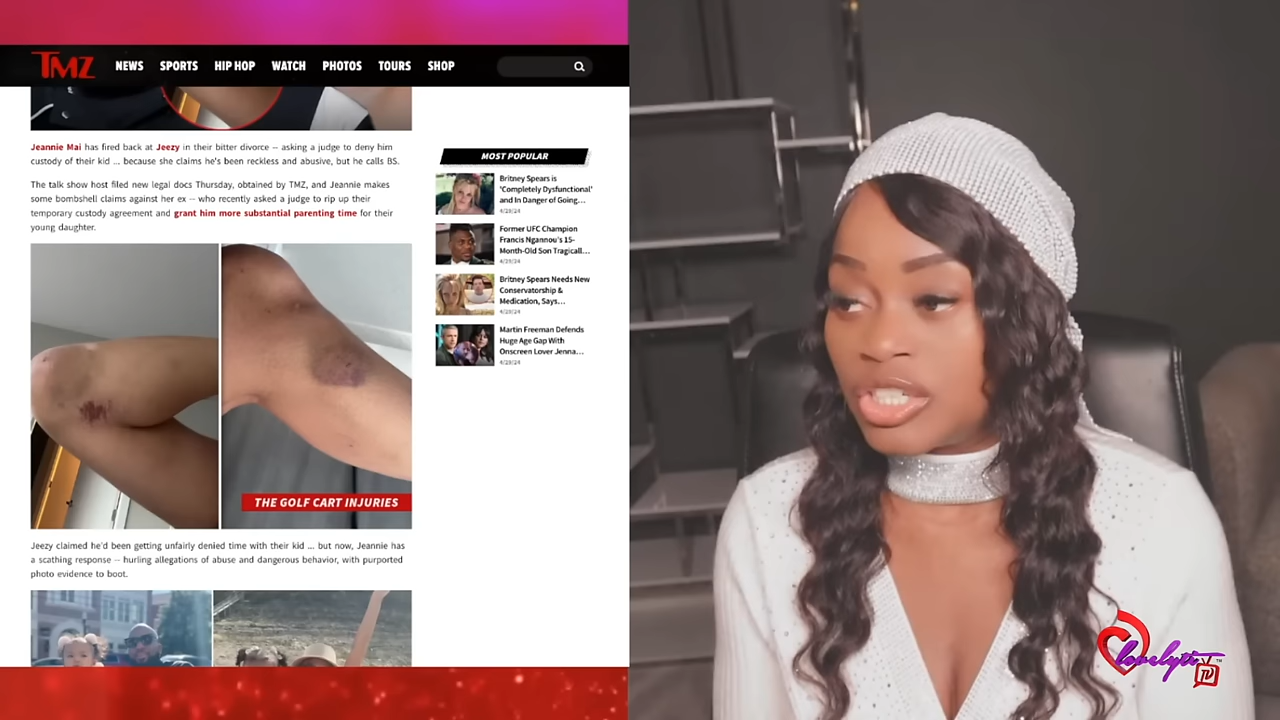 TMZ
NEWS SPORTS HIP HOP WATCH PHOTOS TOURS SHOP
Jeannie Mai has fired back at Jeezy in their bitter divorce -- asking a judge to deny him
custody of their kid ... because she claims he's been reckless and abusive, but he calls BS.
The talk show host filed new legal docs Thursday, obtained by TMZ, and Jeannie makes
some bombshell claims against her ex -- who recently asked a judge to rip up their
temporary custody agreement and grant him more substantial parenting time for their
young daughter.
THE GOLF CART INJURIES
Jeezy claimed he'd been getting unfairly denied time with their kid ... but now, Jeannie has
a scathing response -- hurling allegations of abuse and dangerous behavior, with purported
photo evidence to boot.
MOST POPULAR
Britney Spears is
'Completely Dysfunctional'
and In Danger of Going...
4/29/24
Former UFC Champion
Francis Ngannou's 15-
Month-Old Son Tragicall...
4/29/24
Britney Spears Needs New
Conservatorship &
Medication, Says...
Martin Freeman Defends
Huge Age Gap With
Onscreen Lover Jenna...
lovelyti
TV